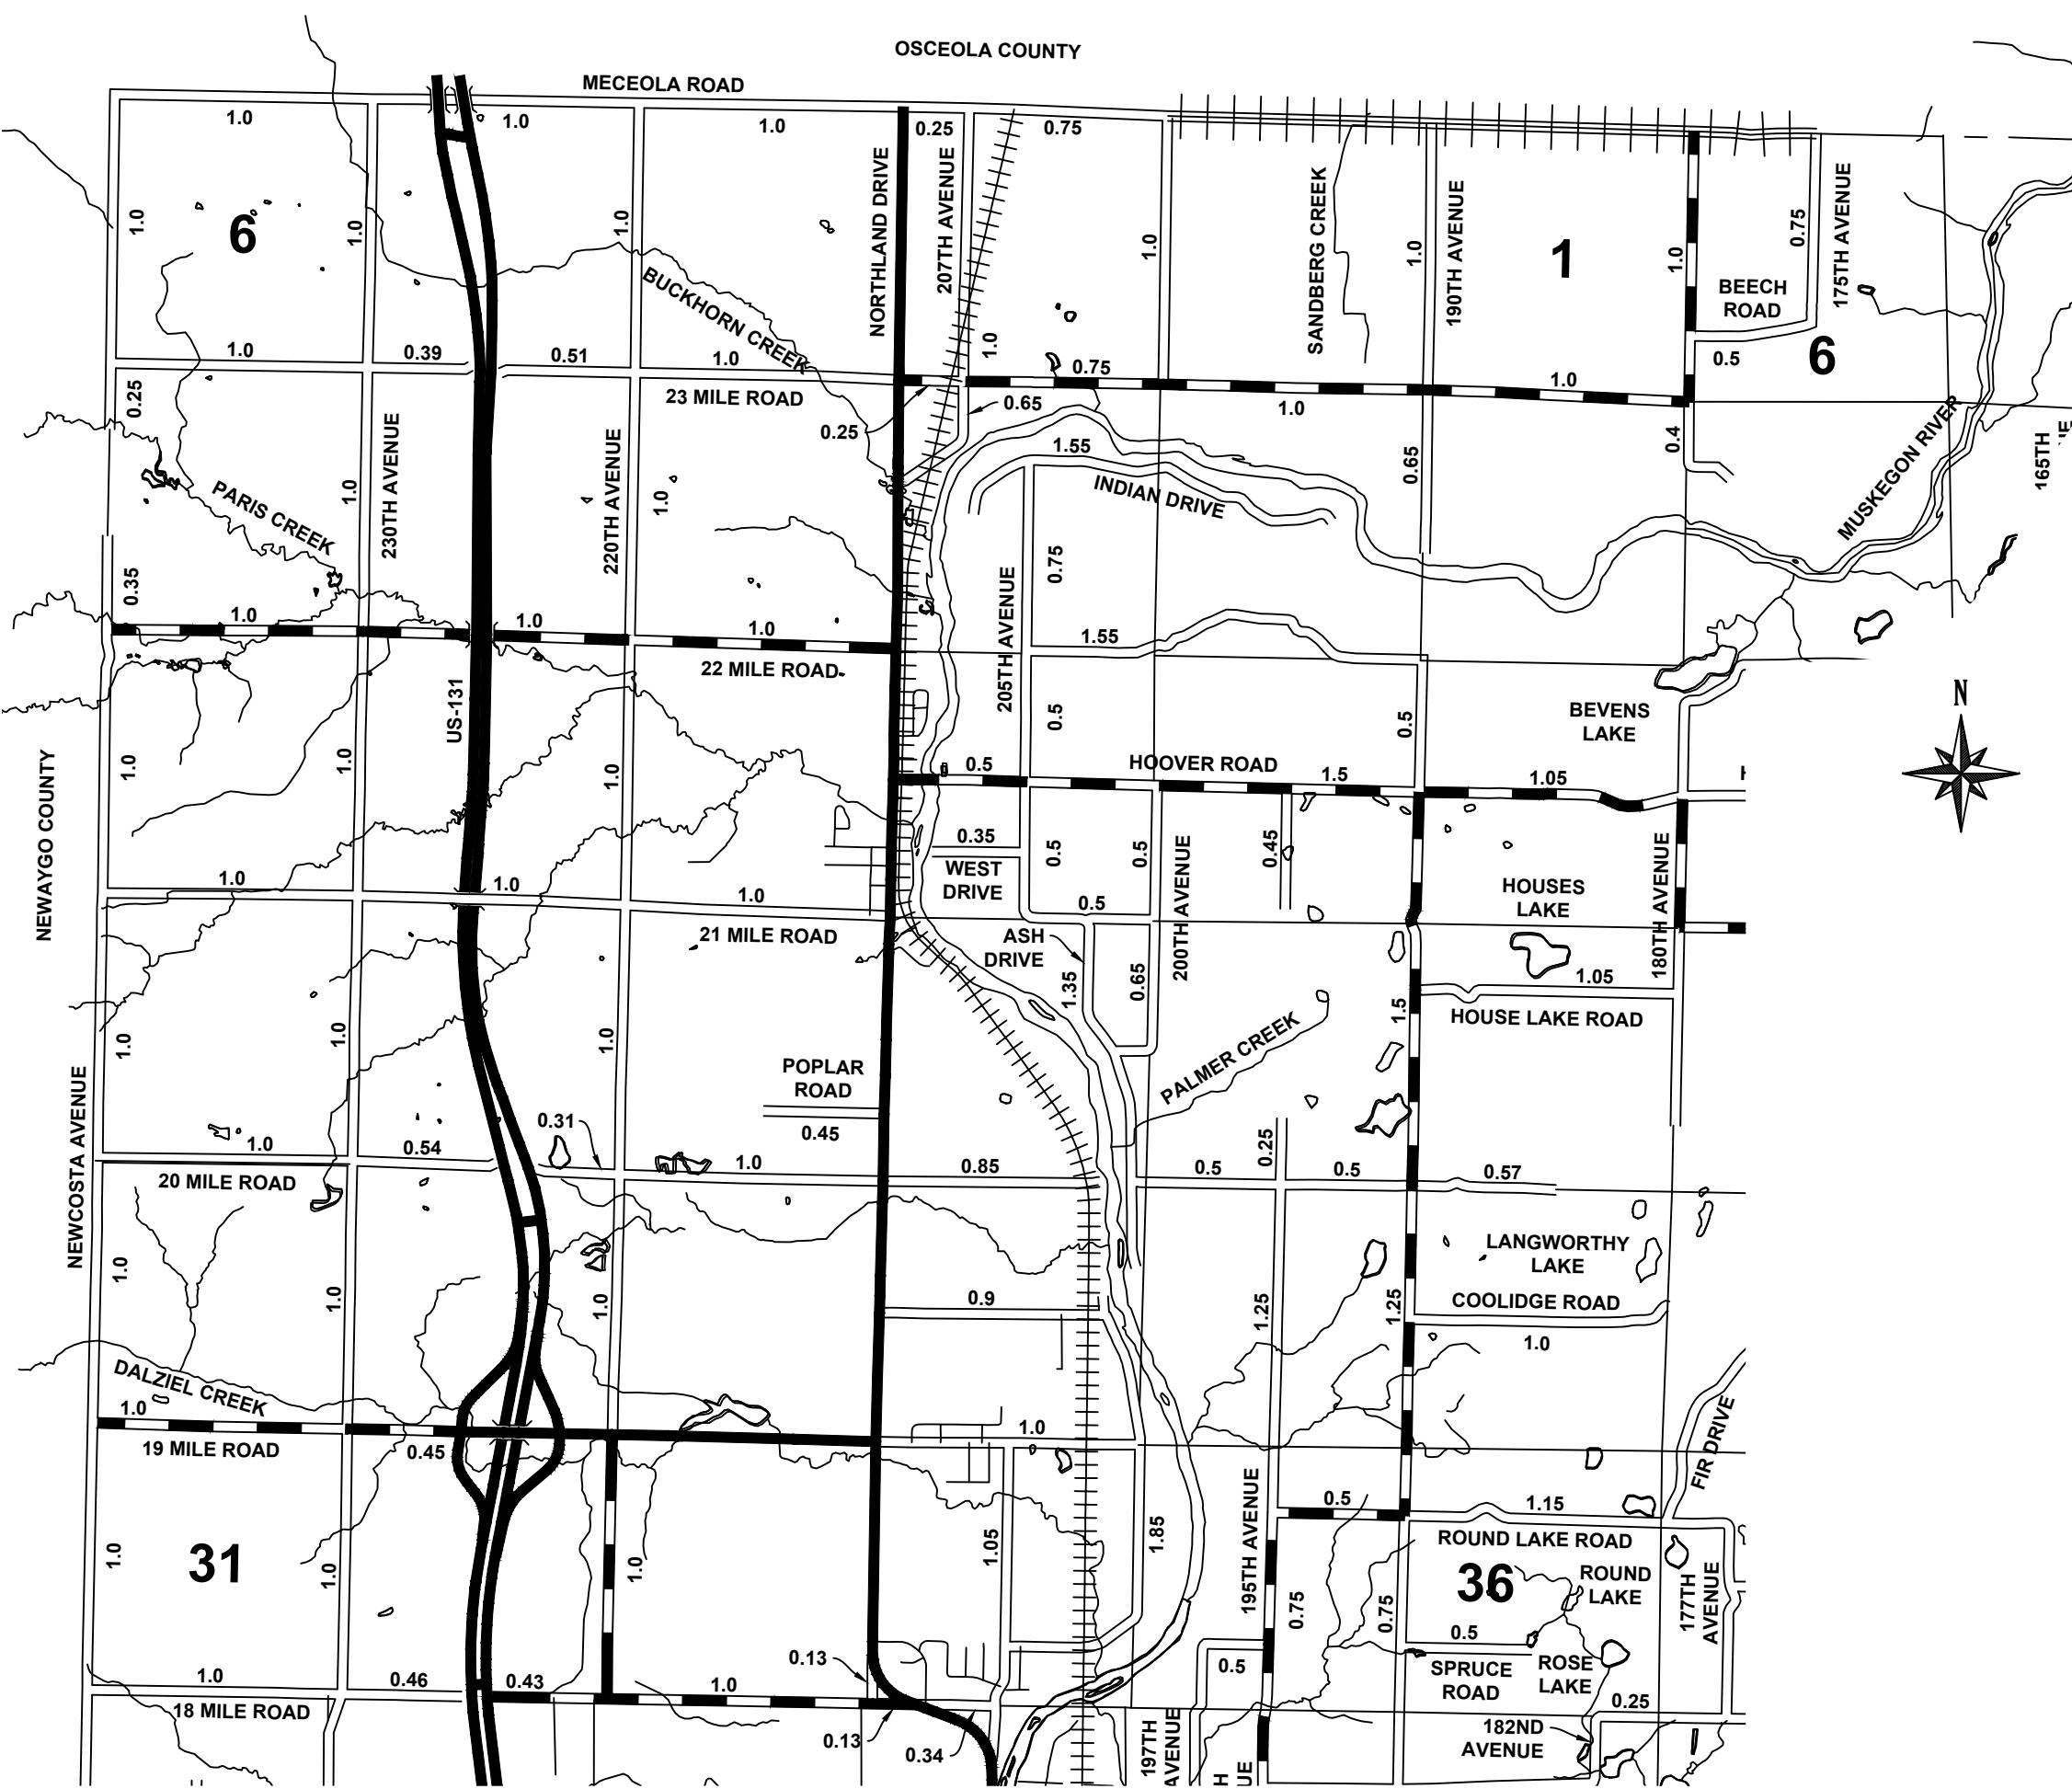 OSCEOLA COUNTY
MECEOLA ROAD
1.0
1.0
1.0
0.25
0.75
NORTHLAND DRIVE
207TH AVENUE
SANDBERG CREEK
190TH AVENUE
175TH AVENUE
1.0
6
1.0
1.0
1.0
1.0
1
1.0
0.75
BEECH
ROAD
BUCKHORN CREEK
1.0
1.0
0.39
0.51
1.0
0.75
1.0
0.5
6
23 MILE ROAD
0.25
0.65
0.25
1.0
MUSKEGON RIVER
165TH
E
230TH AVENUE
220TH AVENUE
1.0
1.0
1.55
INDIAN DRIVE
0.65
0.4
PARIS CREEK
0.35
0.75
205TH AVENUE
1.0
1.0
1.0
1.55
22 MILE ROAD
N
US-131
0.5
0.5
BEVENS
LAKE
NEWAYGO COUNTY
1.0
1.0
1.0
0.5
HOOVER ROAD
1.5
1.05
0.35
WEST
DRIVE
0.5
0.5
200TH AVENUE
0.45
HOUSES
LAKE
180TH AVENUE
1.0
1.0
1.0
0.5
21 MILE ROAD
ASH
DRIVE
1.35
0.65
1.05
HOUSE LAKE ROAD
1.0
1.0
1.0
1.5
POPLAR
ROAD
0.45
PALMER CREEK
NEWCOSTA AVENUE
0.31
1.0
0.54
1.0
0.85
0.5
0.25
0.5
0.57
20 MILE ROAD
LANGWORTHY
LAKE
1.0
1.0
1.0
0.9
1.25
1.25
COOLIDGE ROAD
1.0
DALZIEL CREEK
FIR DRIVE
1.0
19 MILE ROAD
0.45
1.0
195TH AVENUE
0.5
1.15
ROUND LAKE ROAD
1.0
31
1.0
1.0
1.05
1.85
0.75
0.75
36
ROUND
LAKE
177TH
AVENUE
0.5
0.13
0.5
SPRUCE
ROAD
ROSE
LAKE
1.0
0.46
0.43
1.0
0.25
18 MILE ROAD
0.13
0.34
197TH
AVENUE
H
UE
182ND
AVENUE